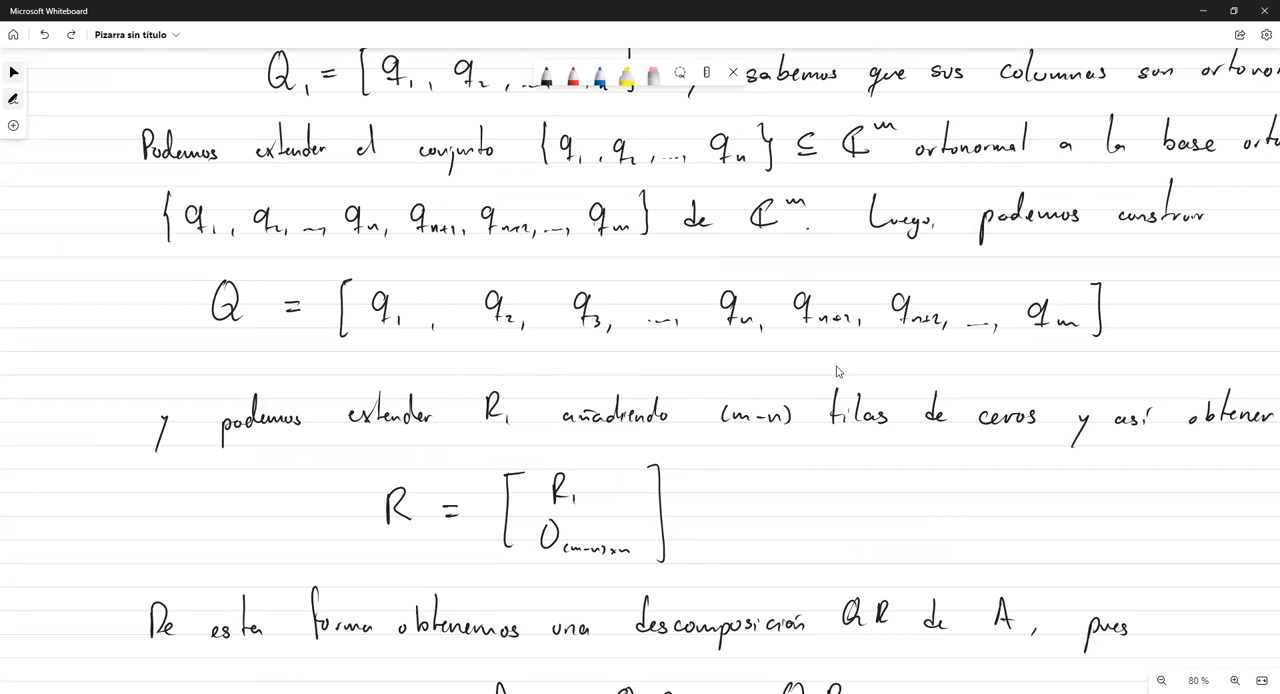 Microsoft Whiteboard
Pizarra sin título
Q₁ = [q₁, q₂, ... sabemos que sus columnas son
Podemos extender el conjunto {q₁, q₂, ..., qₙ} ⊆ ℂᵐ ortonormal a la base
{q₁, q₂, ..., qₙ, qₙ₊₁, qₙ₊₂, ..., qₘ} de ℂᵐ. Luego, podemos construir
Q = [q₁, q₂, q₃, ..., qₙ, qₙ₊₁, qₙ₊₂, ..., qₘ]
y podemos extender R₁ añadiendo (m-n) filas de ceros y así obtener
R = [ R₁
0₍ₘ₋ₙ₎ₓₙ ]
De esta forma obtenemos una descomposición QR de A, pues
80 %